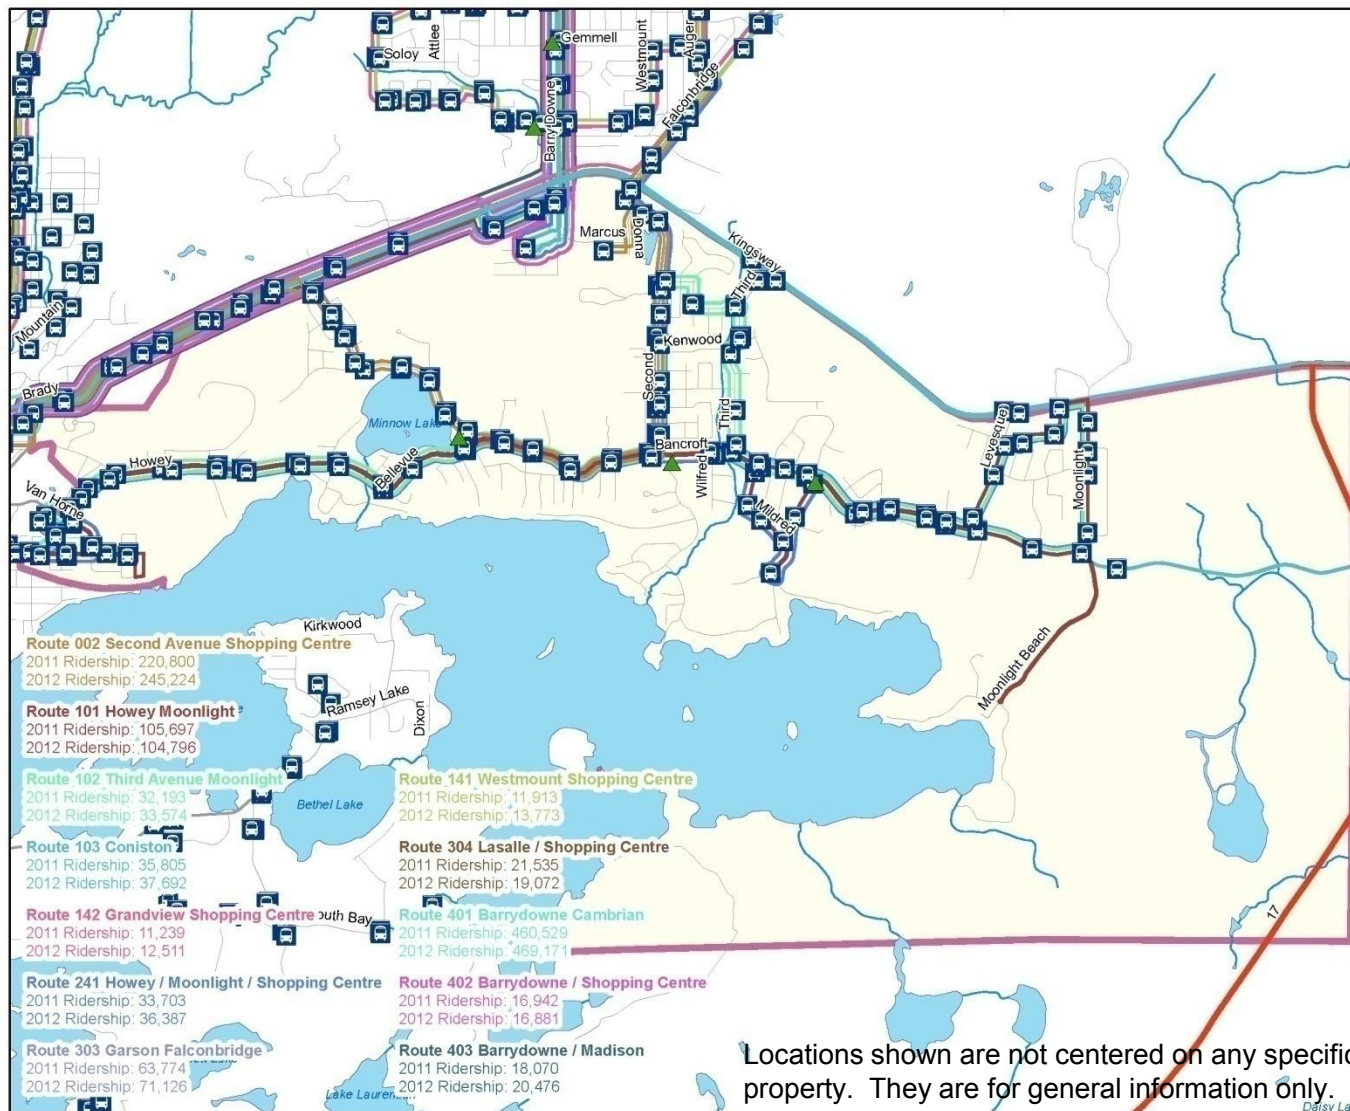 Gemmell
Soloy
Attlee
Westmount
Auger
Falconbridge
Barry Downe
Marcus
Donna
Kingsway
Third
Mountain
Kenwood
Second
Brady
Minnow Lake
Third
Bancroft
Howey
Bellevue
Wilfred
Levesque
Moonlight
Van Horne
Mildred
Kirkwood
Moonlight Beach
Ramsey Lake
Dixon
Bethel Lake
Route 002 Second Avenue Shopping Centre
2011 Ridership: 220,800
2012 Ridership: 245,224
Route 101 Howey Moonlight
2011 Ridership: 105,697
2012 Ridership: 104,796
Route 102 Third Avenue Moonlight
2011 Ridership: 32,193
2012 Ridership: 33,574
Route 103 Coniston
2011 Ridership: 35,805
2012 Ridership: 37,692
Route 142 Grandview Shopping Centre
2011 Ridership: 11,239
2012 Ridership: 12,511
Route 241 Howey / Moonlight / Shopping Centre
2011 Ridership: 33,703
2012 Ridership: 36,387
Route 303 Garson Falconbridge
2011 Ridership: 63,774
2012 Ridership: 71,126
Route 141 Westmount Shopping Centre
2011 Ridership: 11,913
2012 Ridership: 13,773
Route 304 Lasalle / Shopping Centre
2011 Ridership: 21,535
2012 Ridership: 19,072
Route 401 Barrydowne Cambrian
2011 Ridership: 460,529
2012 Ridership: 469,171
Route 402 Barrydowne / Shopping Centre
2011 Ridership: 16,942
2012 Ridership: 16,881
Route 403 Barrydowne / Madison
2011 Ridership: 18,070
2012 Ridership: 20,476
outh Bay
17
Lake Lauren
Locations shown are not centered on any specific
property. They are for general information only.
Daisy La